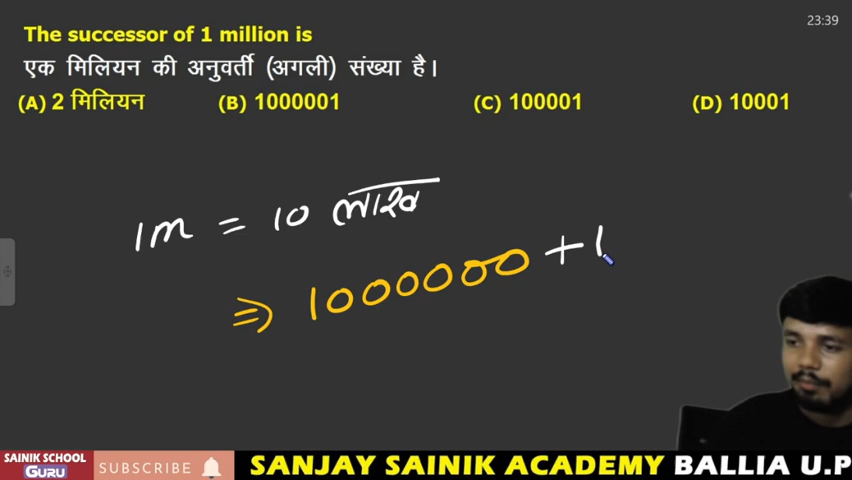 23:39
The successor of 1 million is
एक मिलियन की अनुवर्ती (अगली) संख्या है।
(A) 2 मिलियन (B) 1000001 (C) 100001 (D) 10001
1m = 10 लाख
⇒ 1000000 + 1
SAINIK SCHOOL
GURU
SUBSCRIBE
SANJAY SAINIK ACADEMY BALLIA U.P